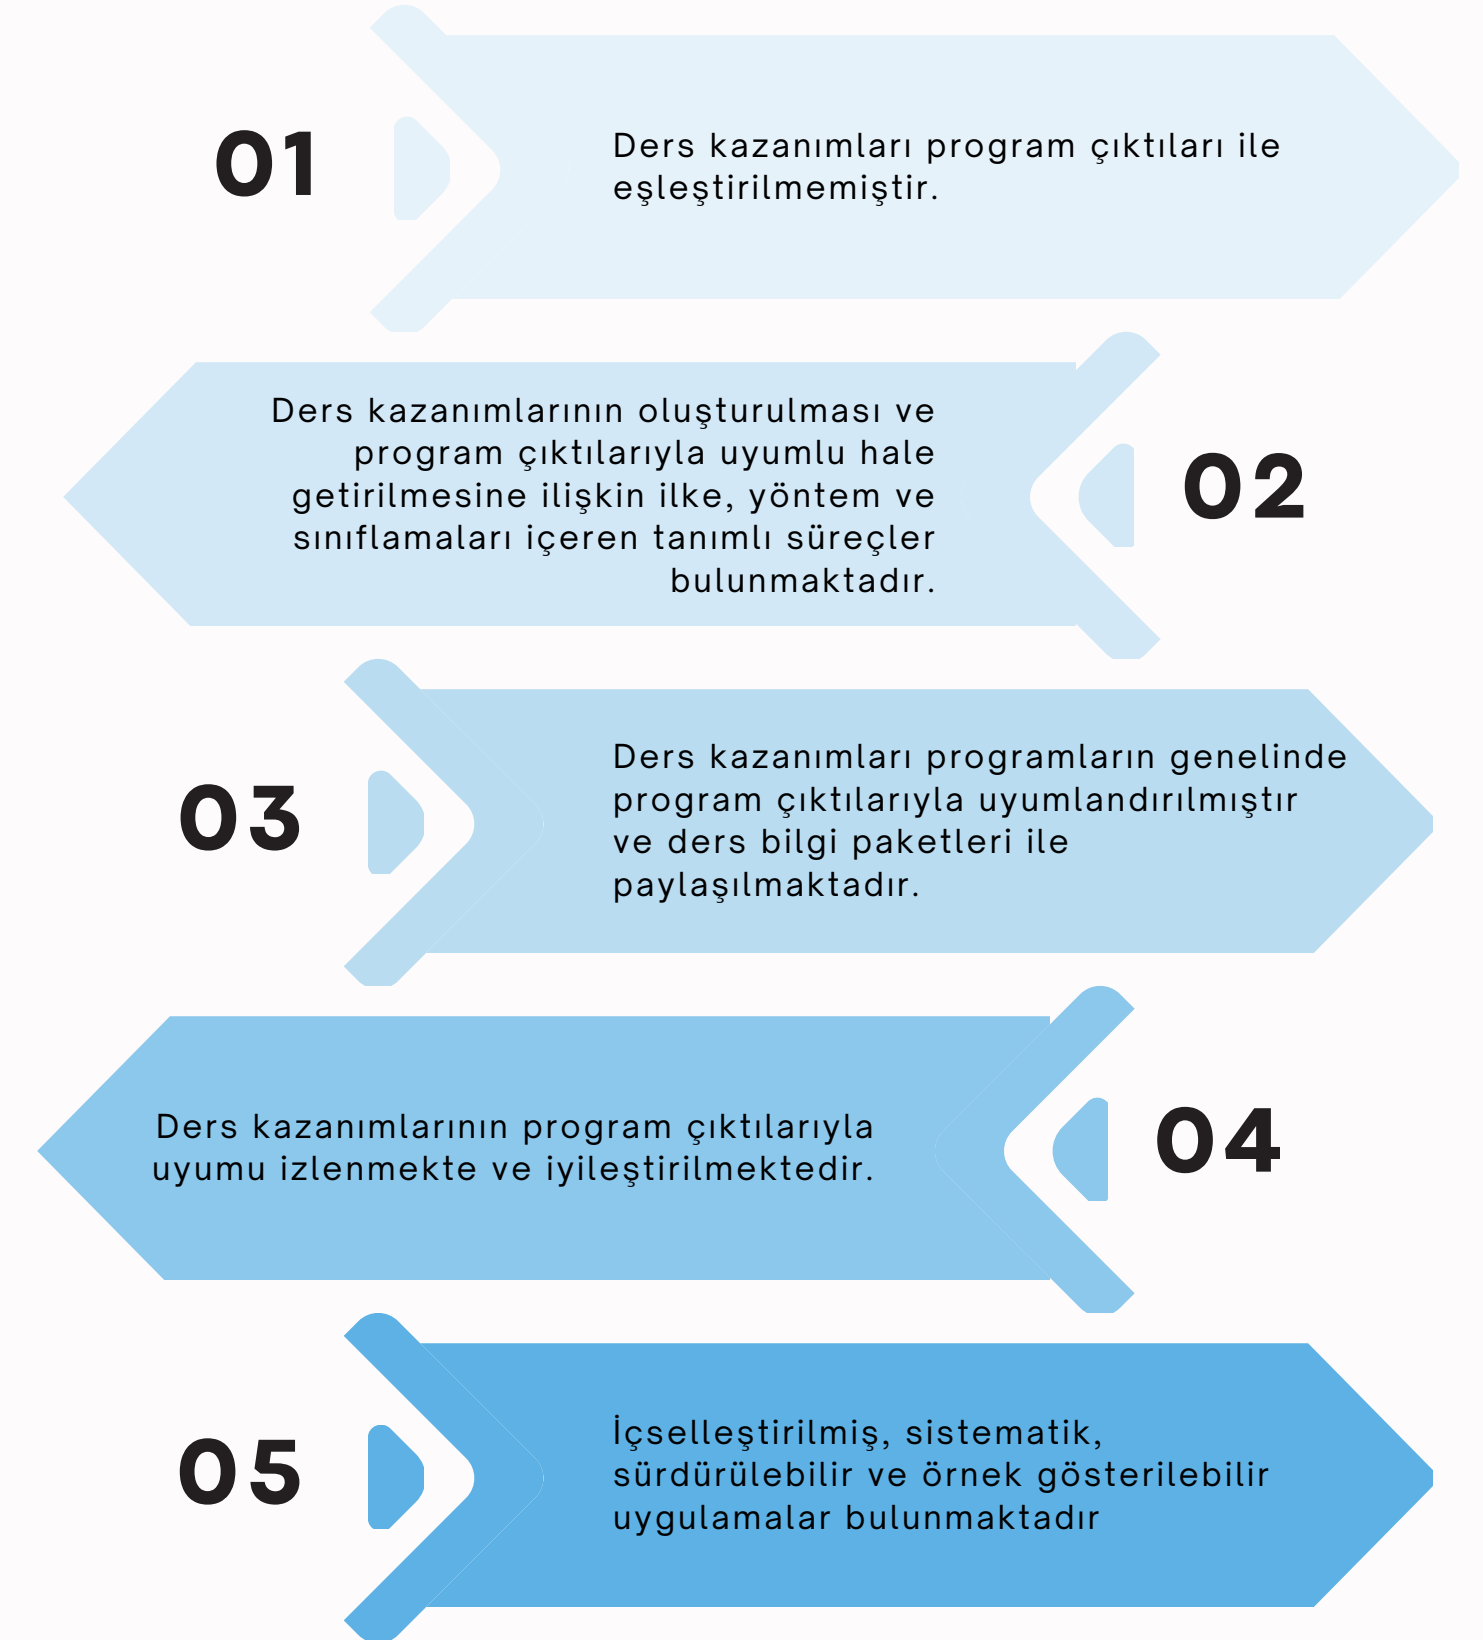 01
Ders kazanımları program çıktıları ile
eşleştirilmemiştir.
Ders kazanımlarının oluşturulması ve
program çıktılarıyla uyumlu hale
getirilmesine ilişkin ilke, yöntem ve
sınıflamaları içeren tanımlı süreçler
bulunmaktadır.
02
03
Ders kazanımları programların genelinde
program çıktılarıyla uyumlandırılmıştır
ve ders bilgi paketleri ile
paylaşılmaktadır.
Ders kazanımlarının program çıktılarıyla
uyumu izlenmekte ve iyileştirilmektedir.
04
05
İçselleştirilmiş, sistematik,
sürdürülebilir ve örnek gösterilebilir
uygulamalar bulunmaktadır